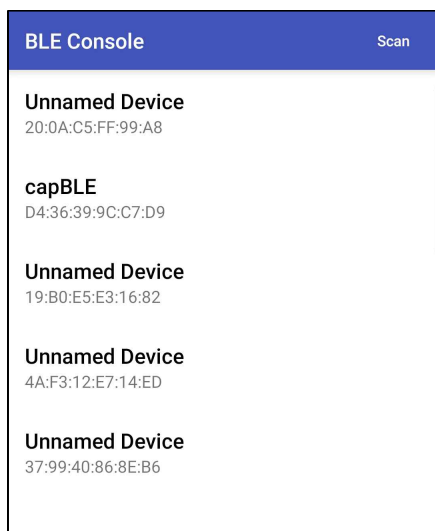 BLE Console
Scan
Unnamed Device
20:0A:C5:FF:99:A8
capBLE
D4:36:39:9C:C7:D9
Unnamed Device
19:B0:E5:E3:16:82
Unnamed Device
4A:F3:12:E7:14:ED
Unnamed Device
37:99:40:86:8E:B6